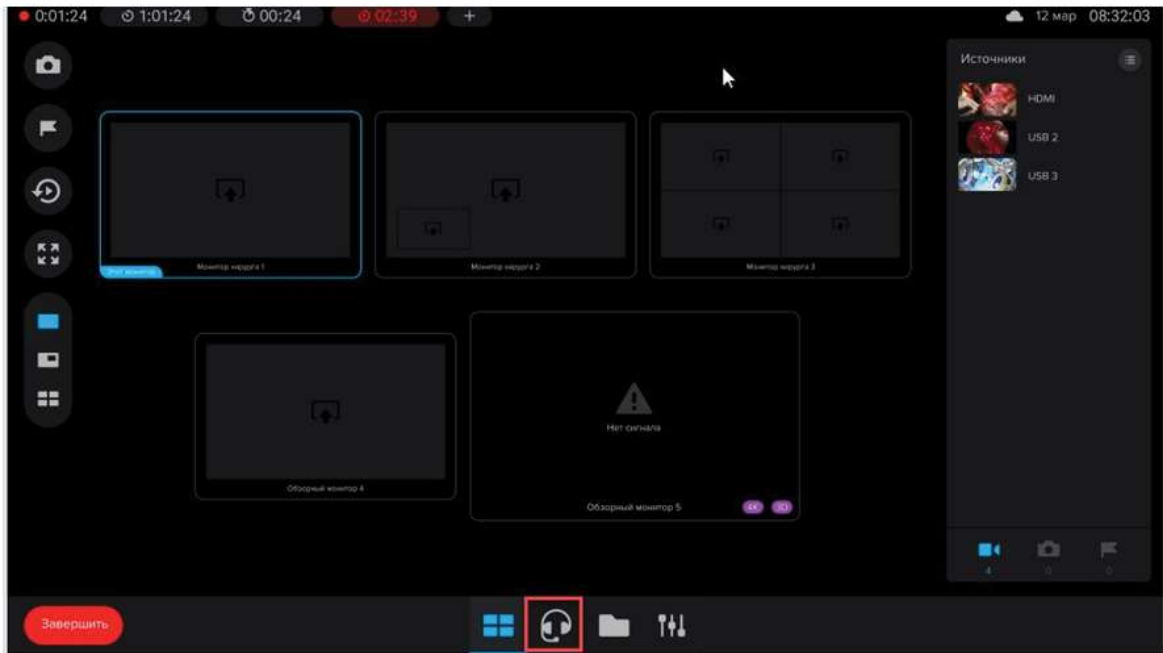 0:01:24
1:01:24
00:24
02:39
+
12 мар 08:32:03
Источники
HDMI
USB 2
USB 3
Этот монитор
Монитор хирурга 1
Монитор хирурга 2
Монитор хирурга 3
Обзорный монитор 4
Нет сигнала
Обзорный монитор 5
4K
4
0
0
Завершить